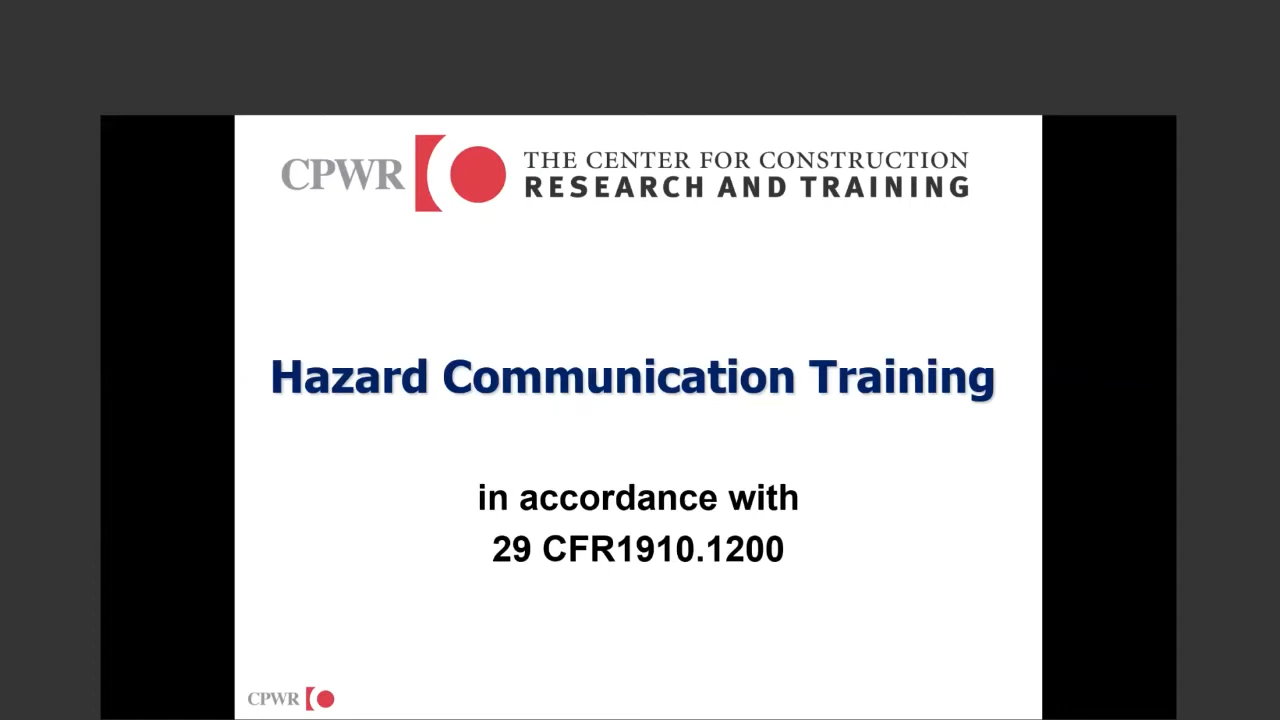 CPWR THE CENTER FOR CONSTRUCTION
RESEARCH AND TRAINING
Hazard Communication Training
in accordance with
29 CFR1910.1200
CPWR